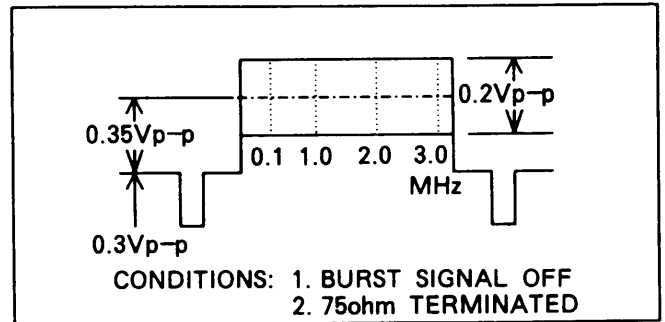 0.2Vp-p
0.35Vp-p
0.1 1.0 2.0 3.0
MHz
0.3Vp-p
CONDITIONS: 1. BURST SIGNAL OFF
2. 75ohm TERMINATED